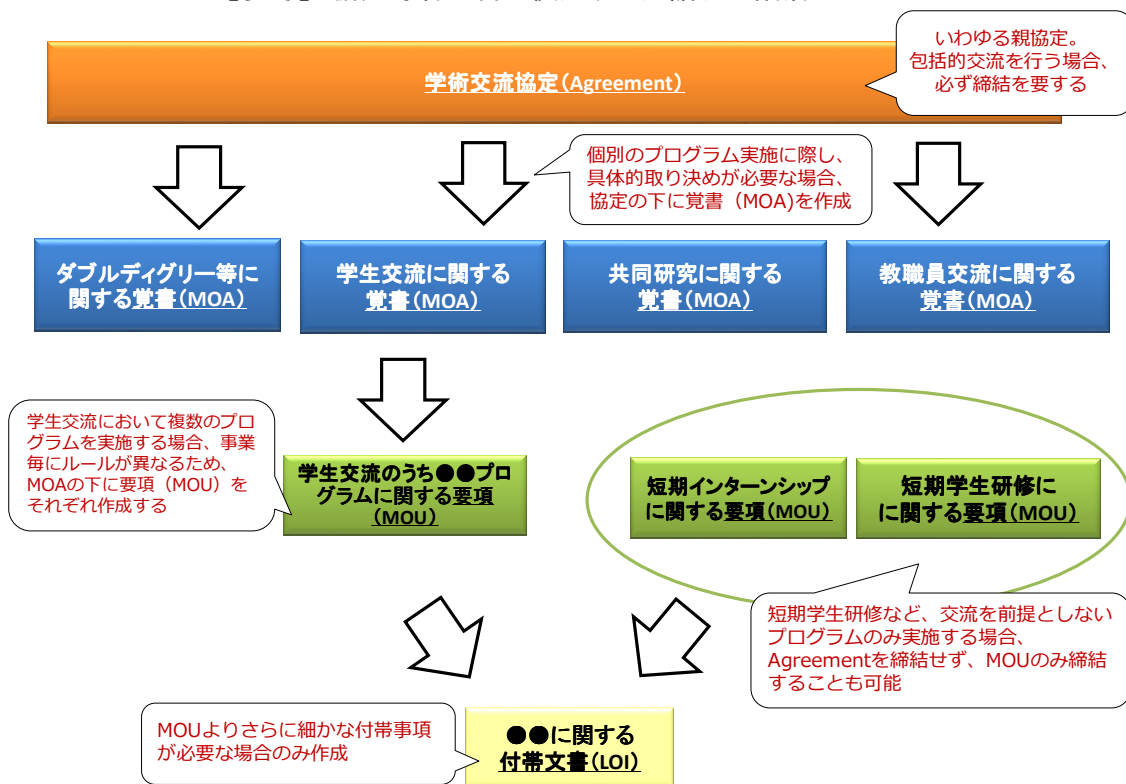 いわゆる親協定。
包括的交流を行う場合、
必ず締結を要する
学術交流協定(Agreement)
個別のプログラム実施に際し、
具体的取り決めが必要な場合、
協定の下に覚書（MOA)を作成
ダブルディグリー等に
関する覚書(MOA)
学生交流に関する
覚書(MOA)
共同研究に関する
覚書(MOA)
教職員交流に関する
覚書(MOA)
学生交流において複数のプロ
グラムを実施する場合、事業
毎にルールが異なるため、
MOAの下に要項（MOU）を
それぞれ作成する
学生交流のうち●●プロ
グラムに関する要項
(MOU)
短期インターンシップ
に関する要項(MOU)
短期学生研修に
に関する要項(MOU)
短期学生研修など、交流を前提としない
プログラムのみ実施する場合、
Agreementを締結せず、MOUのみ締結
することも可能
MOUよりさらに細かな付帯事項
が必要な場合のみ作成
●●に関する
付帯文書(LOI)